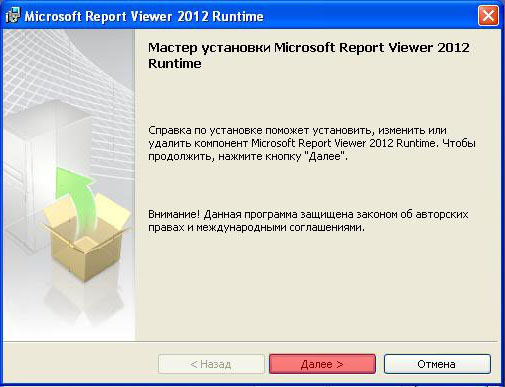 Microsoft Report Viewer 2012 Runtime
Мастер установки Microsoft Report Viewer 2012
Runtime
Справка по установке поможет установить, изменить или
удалить компонент Microsoft Report Viewer 2012 Runtime. Чтобы
продолжить, нажмите кнопку "Далее".
Внимание! Данная программа защищена законом об авторских
правах и международными соглашениями.
< Назад
Далее >
Отмена